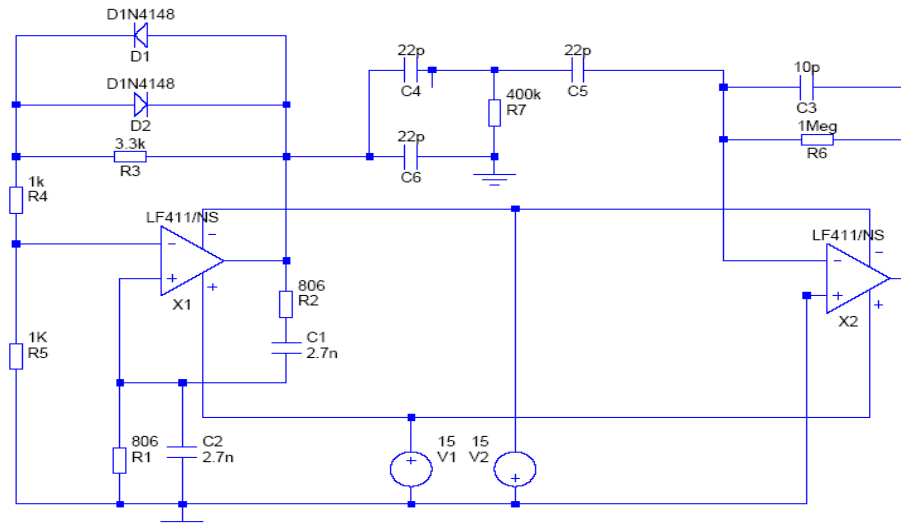 D1N4148
D1
D1N4148
D2
3.3k
R3
1k
R4
LF411/NS
−
+
−
+
X1
1K
R5
806
R2
C1
2.7n
806
R1
C2
2.7n
22p
C4
22p
C6
400k
R7
22p
C5
10p
C3
1Meg
R6
LF411/NS
−
+
−
+
X2
15
V1
+
15
V2
+